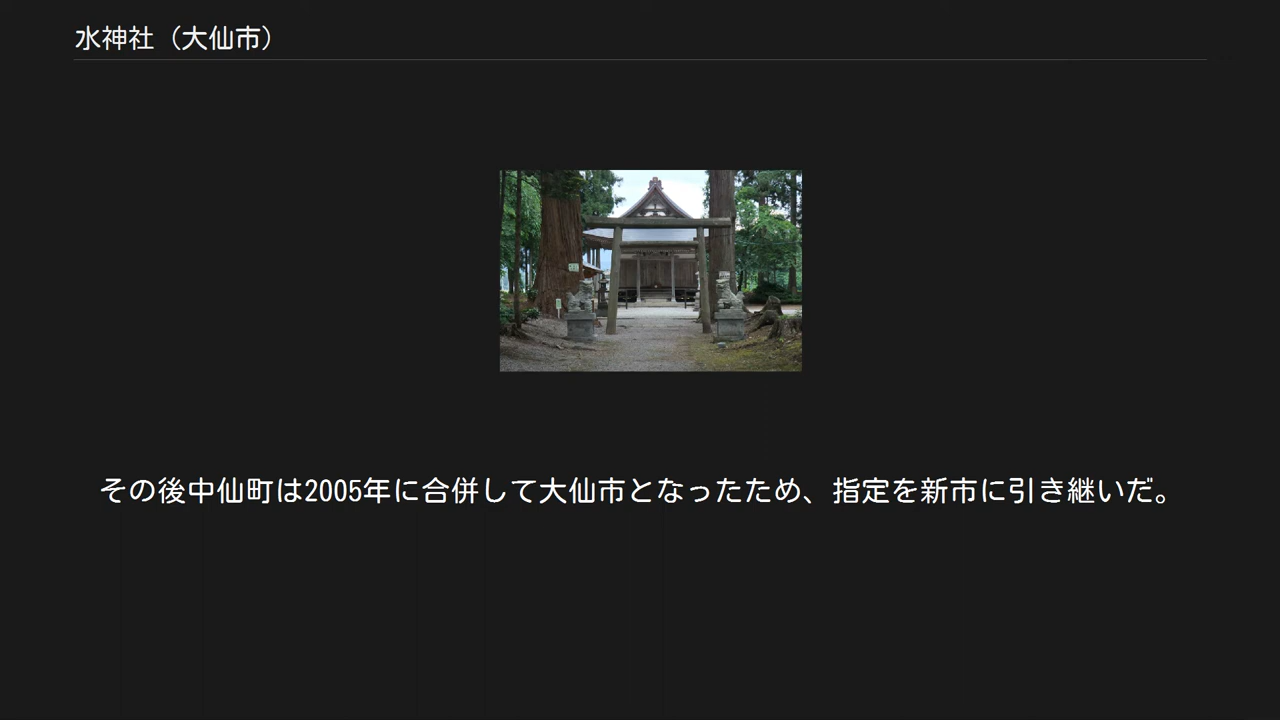 水神社（大仙市）
その後中仙町は2005年に合併して大仙市となったため、指定を新市に引き継いだ。